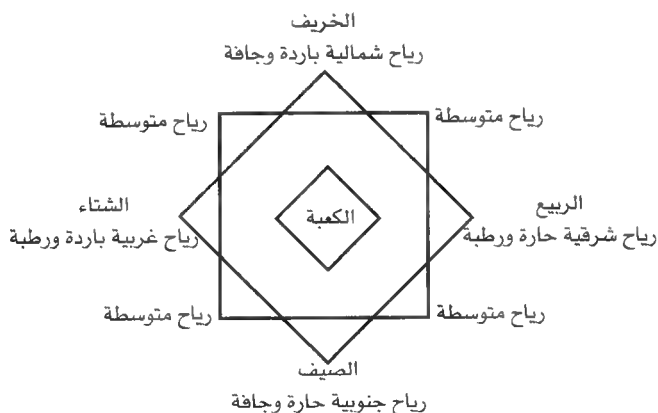 الخريف
رياح شمالية باردة وجافة
رياح متوسطة
رياح متوسطة
الربيع
رياح شرقية حارة ورطبة
الكعبة
الشتاء
رياح غربية باردة ورطبة
رياح متوسطة
رياح متوسطة
الصيف
رياح جنوبية حارة وجافة